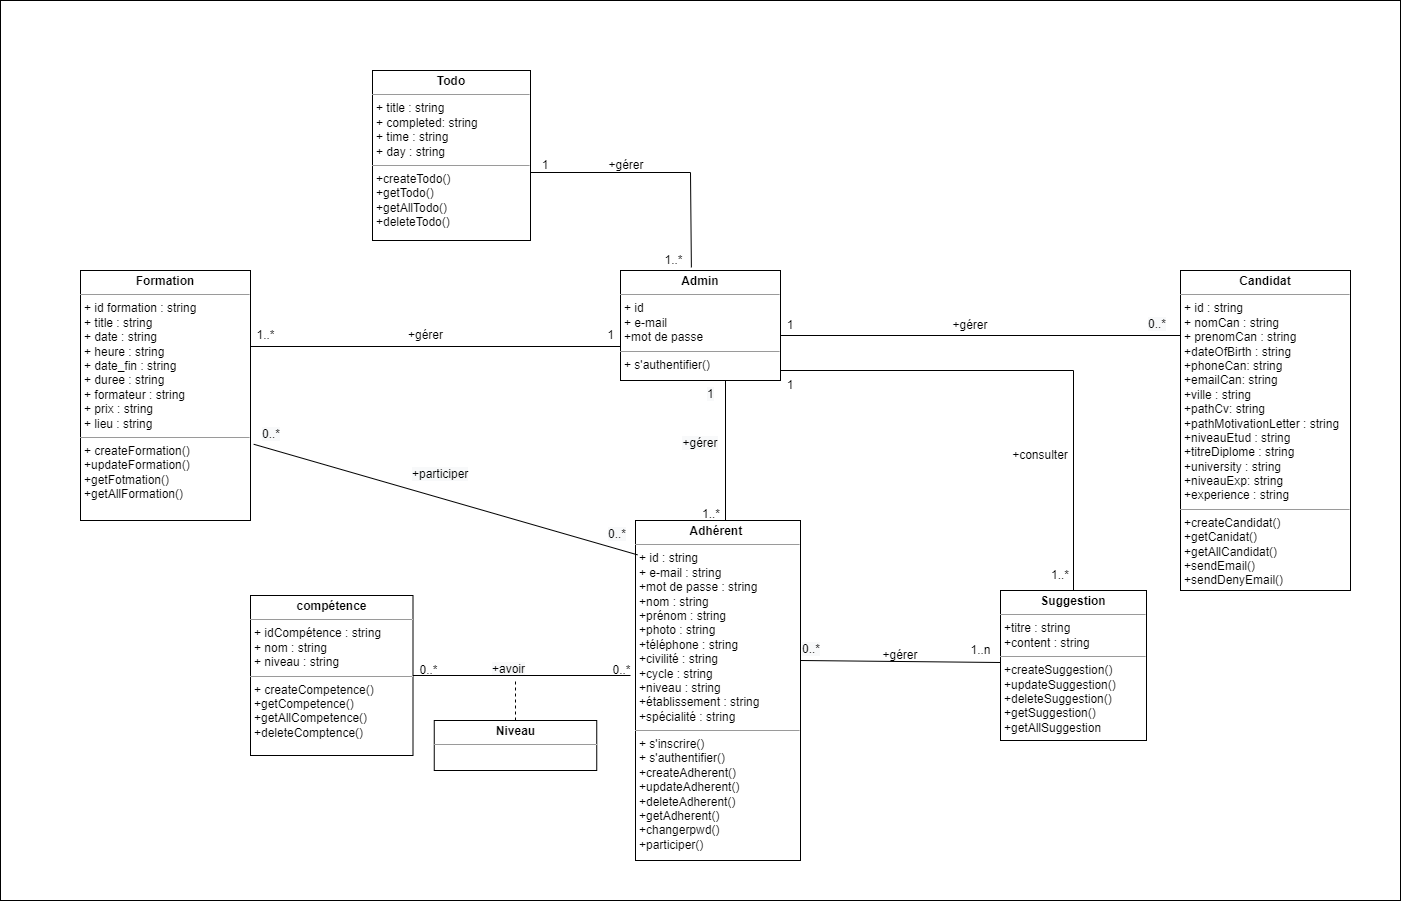 Todo
+ title : string
+ completed: string
+ time : string
+ day : string
+createTodo()
+getTodo()
+getAllTodo()
+deleteTodo()
1
+gérer
1..*
Formation
+ id formation : string
+ title : string
+ date : string
+ heure : string
+ date_fin : string
+ duree : string
+ formateur : string
+ prix : string
+ lieu : string
+ createFormation()
+updateFormation()
+getFotmation()
+getAllFormation()
1..*
+gérer
1
Admin
+ id
+ e-mail
+mot de passe
+ s'authentifier()
1
+gérer
0..*
Candidat
+ id : string
+ nomCan : string
+ prenomCan : string
+dateOfBirth : string
+phoneCan: string
+emailCan: string
+ville : string
+pathCv: string
+pathMotivationLetter : string
+niveauEtud : string
+titreDiplome : string
+university : string
+niveauExp: string
+experience : string
+createCandidat()
+getCanidat()
+getAllCandidat()
+sendEmail()
+sendDenyEmail()
1
+gérer
1..*
1
+consulter
1..*
0..*
+participer
0..*
Adhérent
+ id : string
+ e-mail : string
+mot de passe : string
+nom : string
+prénom : string
+photo : string
+téléphone : string
+civilité : string
+cycle : string
+niveau : string
+établissement : string
+spécialité : string
+ s'inscrire()
+ s'authentifier()
+createAdherent()
+updateAdherent()
+deleteAdherent()
+getAdherent()
+changerpwd()
+participer()
0..*
+gérer
1..n
Suggestion
+titre : string
+content : string
+createSuggestion()
+updateSuggestion()
+deleteSuggestion()
+getSuggestion()
+getAllSuggestion
compétence
+ idCompétence : string
+ nom : string
+ niveau : string
+ createCompetence()
+getCompetence()
+getAllCompetence()
+deleteComptence()
0..*
+avoir
0..*
Niveau